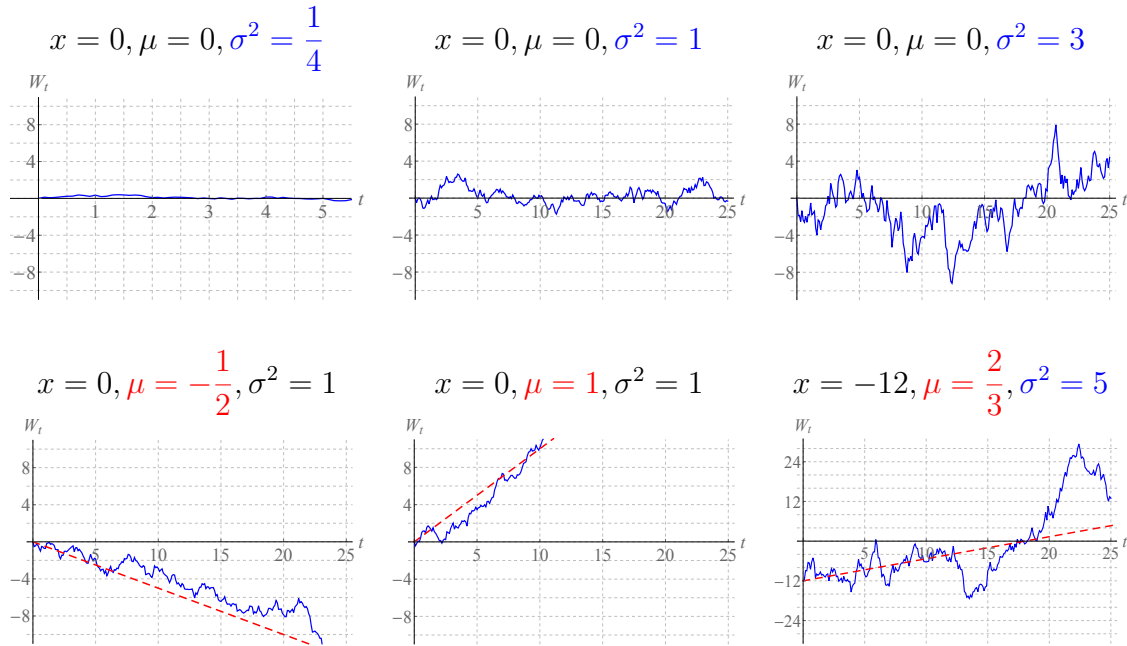 x = 0, μ = 0, σ² = 1/4
W_t
8
4
−4
−8
1 2 3 4 5 t
x = 0, μ = 0, σ² = 1
8
4
−4
−8
5 10 15 20 25 t
x = 0, μ = 0, σ² = 3
W_t
8
4
−4
−8
5 10 15 20 25 t
x = 0, μ = −1/2, σ² = 1
W_t
8
4
−4
−8
5 10 15 20 25 t
x = 0, μ = 1, σ² = 1
W_t
8
4
−4
−8
5 10 15 20 25 t
x = −12, μ = 2/3, σ² = 5
W_t
24
12
−12
−24
5 10 15 20 25 t